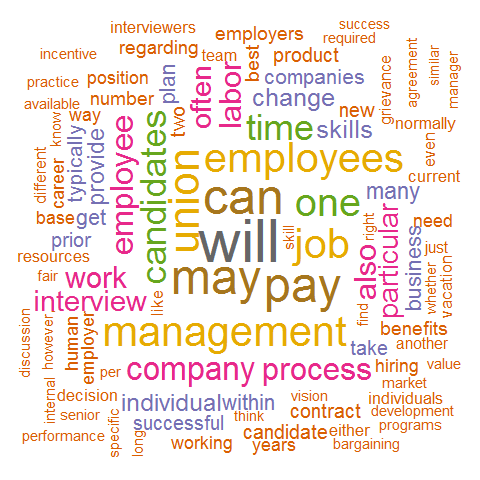 interviewers
success
required
employers
regarding
team
incentive
best
product
practice
position
plan
often
labor
companies
grievance
agreement
similar
manager
available
number
change
know
way
two
time
skills
new
normally
even
different
career
typically
provide
employee
candidates
union
employees
current
many
base
get
can
one
right
particular
business
need
prior
will
skill
job
also
whether
just
vacation
resources
fair
work
like
may
pay
find
interview
benefits
discussion
however
human
employer
management
take
another
internal
per
company
process
hiring
value
market
decision
individual
within
vision
contract
individuals
development
senior
successful
think
candidate
either
programs
performance
specific
long
working
years
bargaining